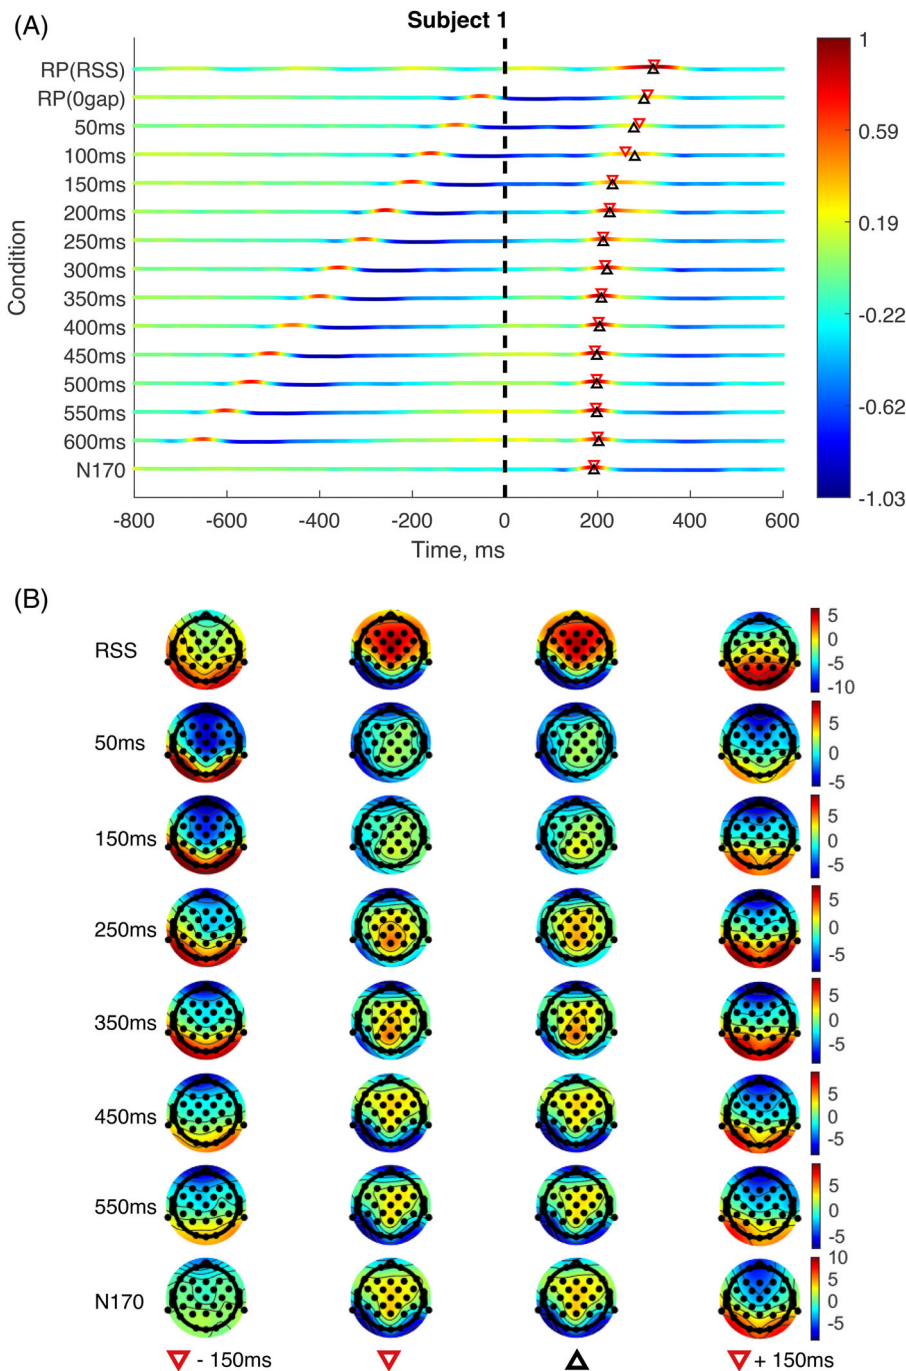 (A)
Subject 1
Condition
RP(RSS)
RP(0gap)
50ms
100ms
150ms
200ms
250ms
300ms
350ms
400ms
450ms
500ms
550ms
600ms
N170
-800 -600 -400 -200 0 200 400 600
Time, ms
1
0.59
0.19
-0.22
-0.62
-1.03
(B)
RSS
5
0
-5
-10
50ms
5
0
-5
150ms
5
0
-5
250ms
5
0
-5
350ms
5
0
-5
450ms
5
0
-5
550ms
5
0
-5
N170
10
5
0
-5
- 150ms
+ 150ms